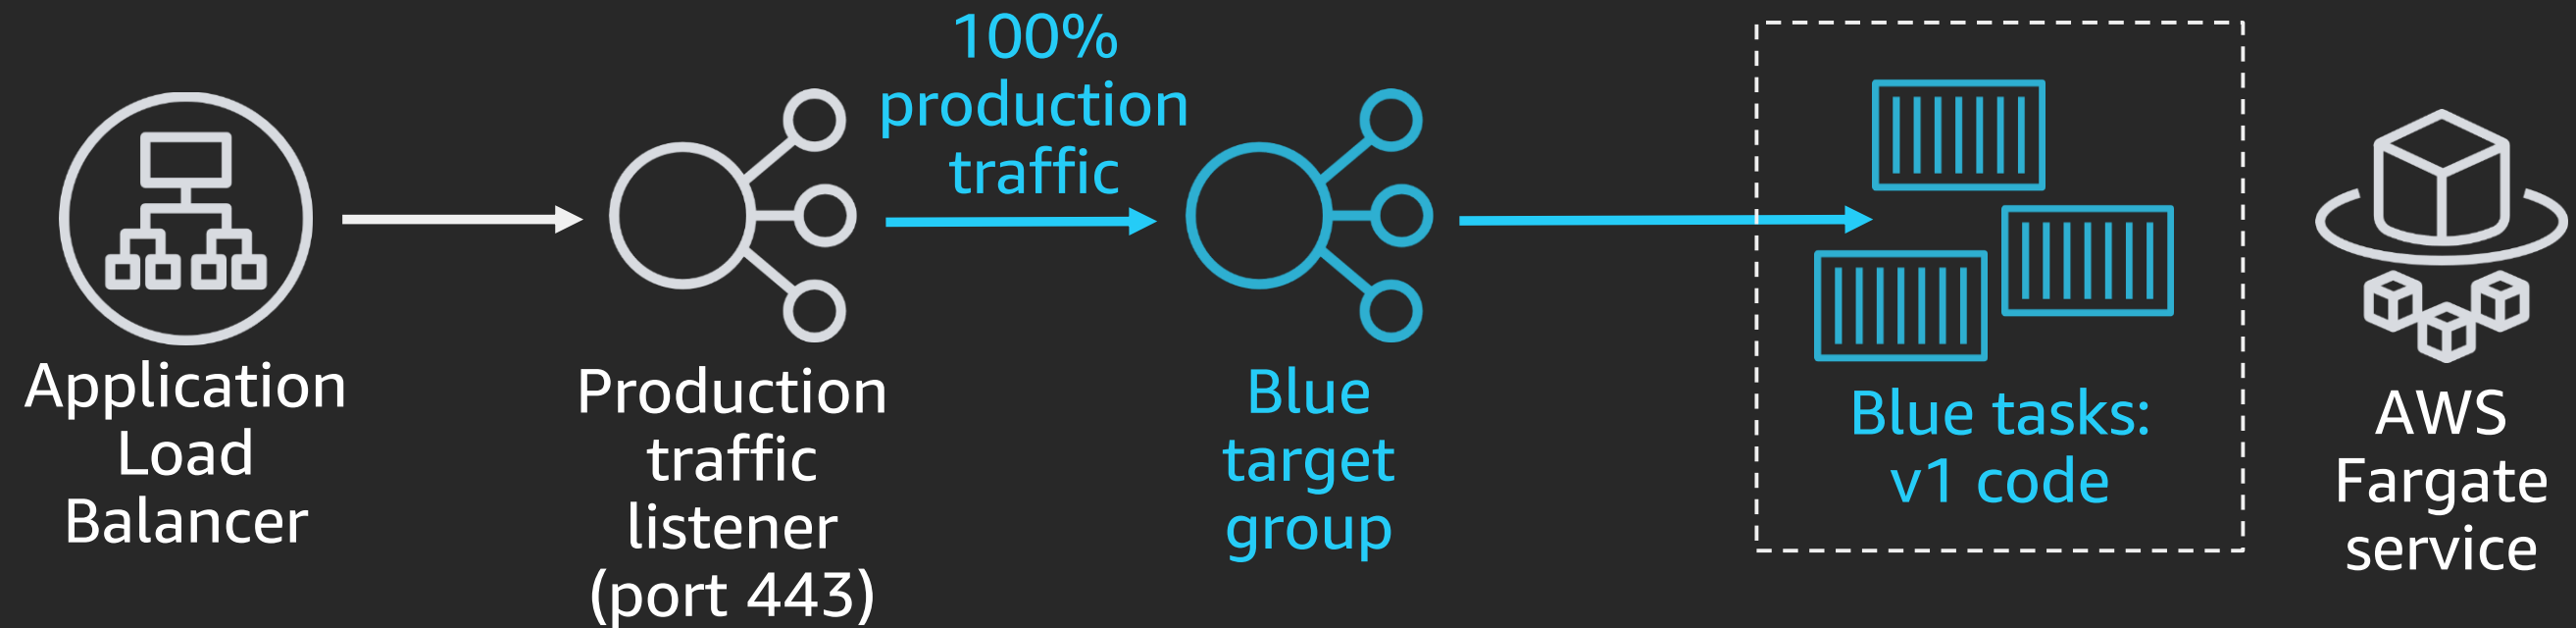 Application
Load
Balancer
Production
traffic
listener
(port 443)
100%
production
traffic
Blue
target
group
Blue tasks:
v1 code
AWS
Fargate
service